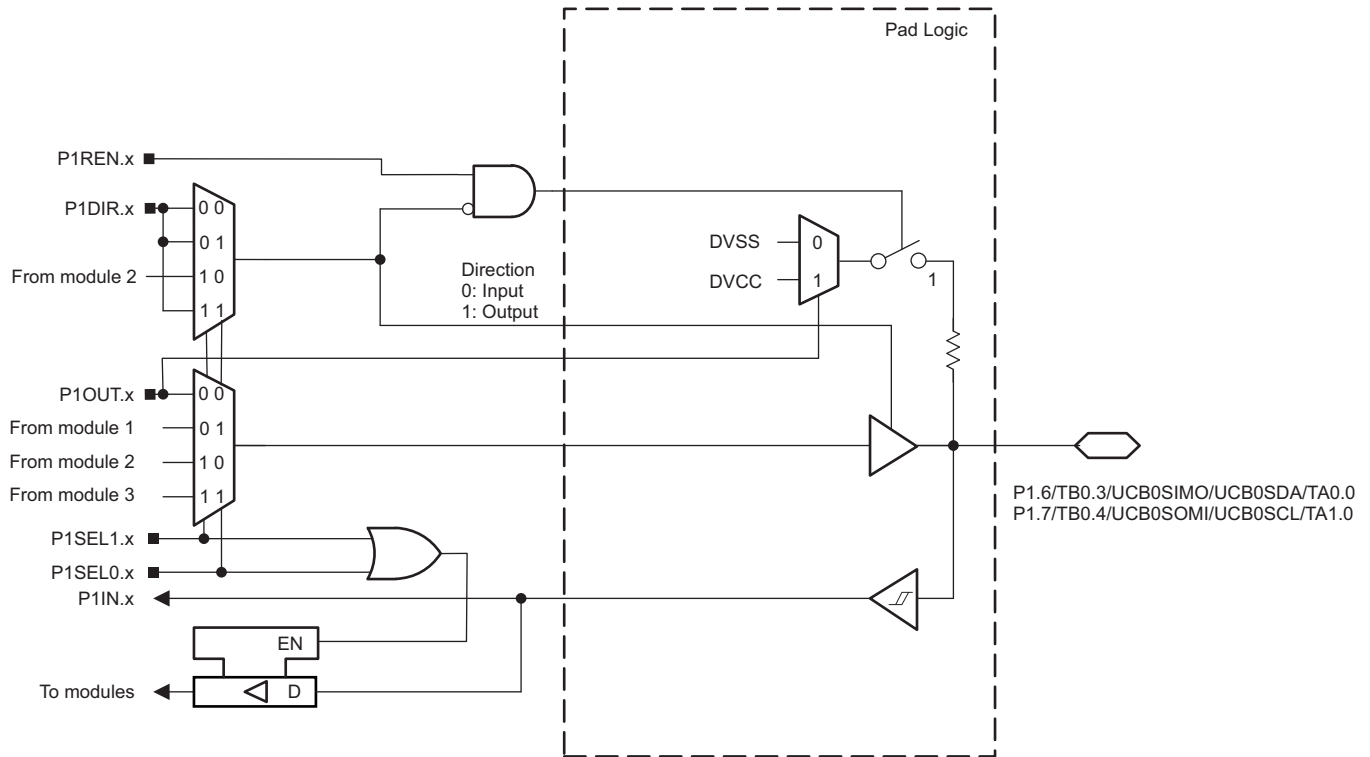 Pad Logic
P1REN.x
P1DIR.x
0 0
0 1
From module 2
1 0
1 1
Direction
0: Input
1: Output
DVSS
0
DVCC
1
1
P1OUT.x
0 0
From module 1
0 1
From module 2
1 0
From module 3
1 1
P1.6/TB0.3/UCB0SIMO/UCB0SDA/TA0.0
P1.7/TB0.4/UCB0SOMI/UCB0SCL/TA1.0
P1SEL1.x
P1SEL0.x
P1IN.x
EN
To modules
D